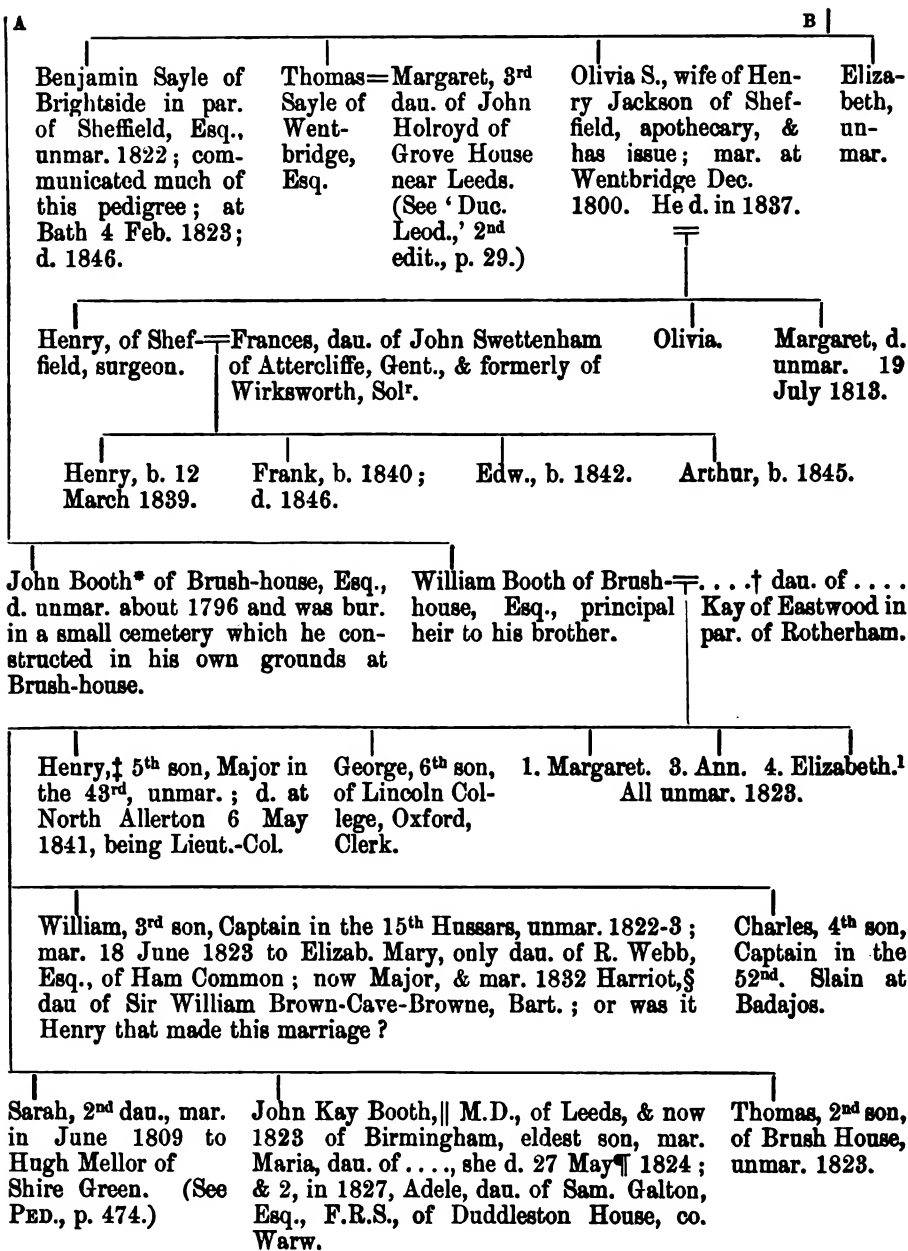 A
B
Benjamin Sayle of
Brightside in par.
of Sheffield, Esq.,
unmar. 1822; com-
municated much of
this pedigree; at
Bath 4 Feb. 1823;
d. 1846.
Thomas=
Sayle of
Went-
bridge,
Esq.
Margaret, 3rd
dau. of John
Holroyd of
Grove House
near Leeds.
(See ‘Duc.
Leod.,’ 2nd
edit., p. 29.)
Olivia S., wife of Hen-
ry Jackson of Shef-
field, apothecary, &
has issue; mar. at
Wentbridge Dec.
1800. He d. in 1837.
Eliza-
beth,
un-
mar.
Henry, of Shef-
field, surgeon.
Frances, dau. of John Swettenham
of Attercliffe, Gent., & formerly of
Wirksworth, Solr.
Olivia.
Margaret, d.
unmar. 19
July 1813.
Henry, b. 12
March 1839.
Frank, b. 1840;
d. 1846.
Edw., b. 1842.
Arthur, b. 1845.
John Booth* of Brush-house, Esq.,
d. unmar. about 1796 and was bur.
in a small cemetery which he con-
structed in his own grounds at
Brush-house.
William Booth of Brush-
house, Esq., principal
heir to his brother.
. . . .† dau. of . . . .
Kay of Eastwood in
par. of Rotherham.
Henry,‡ 5th son, Major in
the 43rd, unmar.; d. at
North Allerton 6 May
1841, being Lieut.-Col.
George, 6th son,
of Lincoln Col-
lege, Oxford,
Clerk.
1. Margaret. 3. Ann. 4. Elizabeth.1
All unmar. 1823.
William, 3rd son, Captain in the 15th Hussars, unmar. 1822-3;
mar. 18 June 1823 to Elizab. Mary, only dau. of R. Webb,
Esq., of Ham Common; now Major, & mar. 1832 Harriot,§
dau of Sir William Brown-Cave-Browne, Bart.; or was it
Henry that made this marriage?
Charles, 4th son,
Captain in the
52nd. Slain at
Badajos.
Sarah, 2nd dau., mar.
in June 1809 to
Hugh Mellor of
Shire Green. (See
PED., p. 474.)
John Kay Booth,|| M.D., of Leeds, & now
1823 of Birmingham, eldest son, mar.
Maria, dau. of . . . ., she d. 27 May¶ 1824;
& 2, in 1827, Adele, dau. of Sam. Galton,
Esq., F.R.S., of Duddleston House, co.
Warw.
Thomas, 2nd son,
of Brush House,
unmar. 1823.